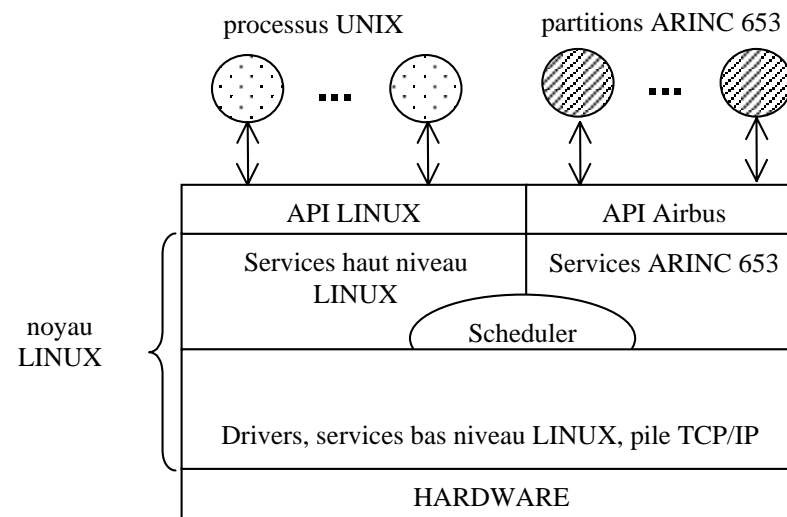 processus UNIX
partitions ARINC 653
...
...
API LINUX
API Airbus
Services haut niveau
LINUX
Services ARINC 653
Scheduler
noyau
LINUX
Drivers, services bas niveau LINUX, pile TCP/IP
HARDWARE